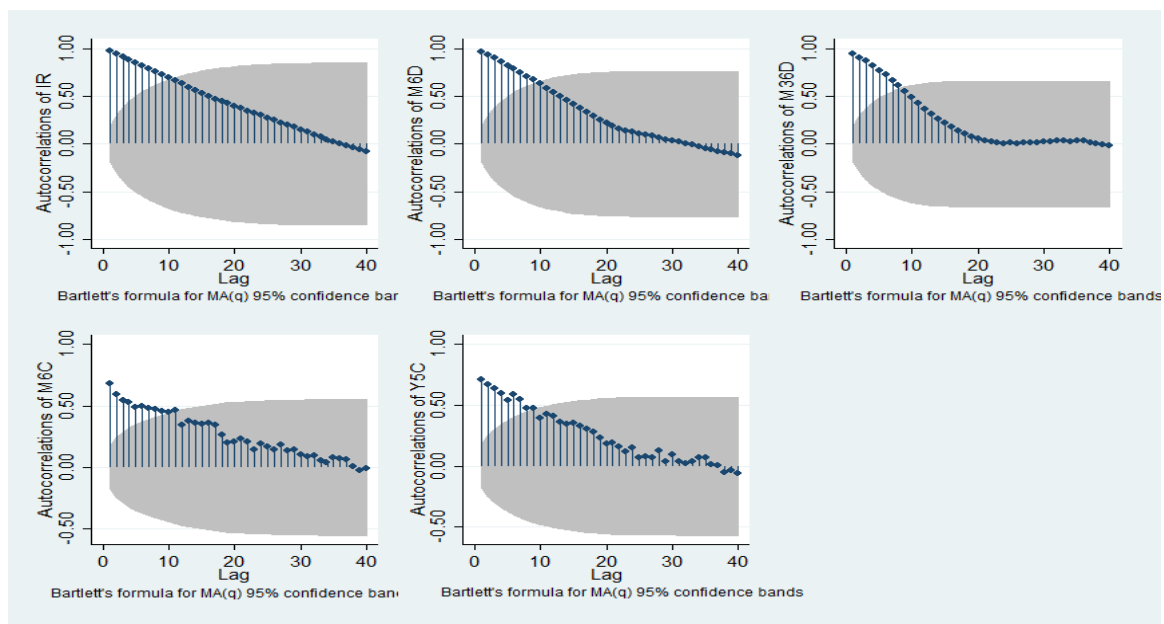 Autocorrelations of IR
1.00
0.50
0.00
-0.50
-1.00
0 10 20 30 40
Lag
Bartlett's formula for MA(q) 95% confidence bar
Autocorrelations of M6D
1.00
0.50
0.00
-0.50
-1.00
0 10 20 30 40
Lag
Bartlett's formula for MA(q) 95% confidence ba
Autocorrelations of M36D
1.00
0.50
0.00
-0.50
-1.00
0 10 20 30 40
Lag
Bartlett's formula for MA(q) 95% confidence bands
Autocorrelations of M6C
1.00
0.50
0.00
-0.50
0 10 20 30 40
Lag
Bartlett's formula for MA(q) 95% confidence ban
Autocorrelations of Y5C
1.00
0.50
0.00
-0.50
0 10 20 30 40
Lag
Bartlett's formula for MA(q) 95% confidence bands